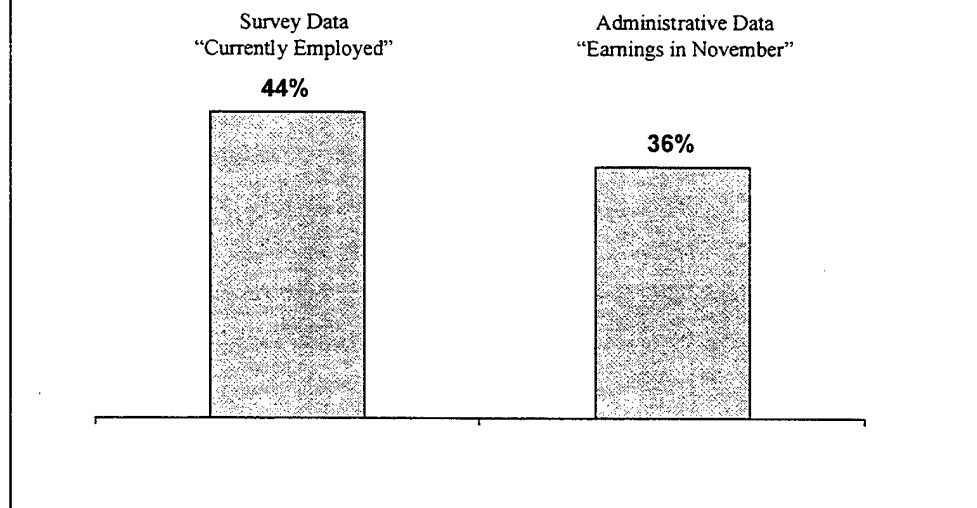 Survey Data
“Currently Employed”
44%
Administrative Data
“Earnings in November”
36%